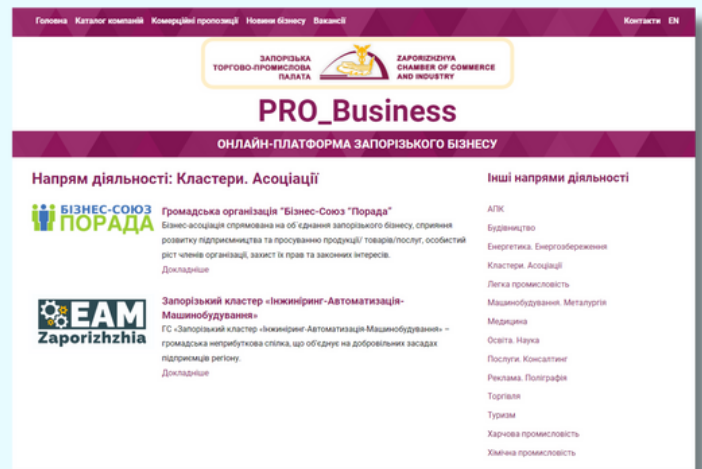 Головна Каталог компаній Комерційні пропозиції Новини бізнесу Вакансії Контакти EN
ЗАПОРІЗЬКА
ТОРГОВО-ПРОМИСЛОВА
ПАЛАТА
ZAPORIZHZHYA
CHAMBER OF COMMERCE
AND INDUSTRY
PRO_Business
ОНЛАЙН-ПЛАТФОРМА ЗАПОРІЗЬКОГО БІЗНЕСУ
Напрям діяльності: Кластери. Асоціації
БІЗНЕС-СОЮЗ
ПОРАДА
Громадська організація "Бізнес-Союз "Порада"
Бізнес-асоціація спрямована на об`єднання запорізького бізнесу, сприяння
розвитку підприємництва та просуванню продукції/ товарів/послуг, особистий
ріст членів організації, захист їх прав та законних інтересів.
Докладніше
EAM
Zaporizhzhia
Запорізький кластер «Інжиніринг-Автоматизація-
Машинобудування»
ГС «Запорізький кластер «Інжиніринг-Автоматизація-Машинобудування» –
громадська неприбуткова спілка, що об'єднує на добровільних засадах
підприємців регіону.
Докладніше
Інші напрями діяльності
АПК
Будівництво
Енергетика. Енергозбереження
Кластери. Асоціації
Легка промисловість
Машинобудування. Металургія
Медицина
Освіта. Наука
Послуги. Консалтинг
Реклама. Поліграфія
Торгівля
Туризм
Харчова промисловість
Хімічна промисловість